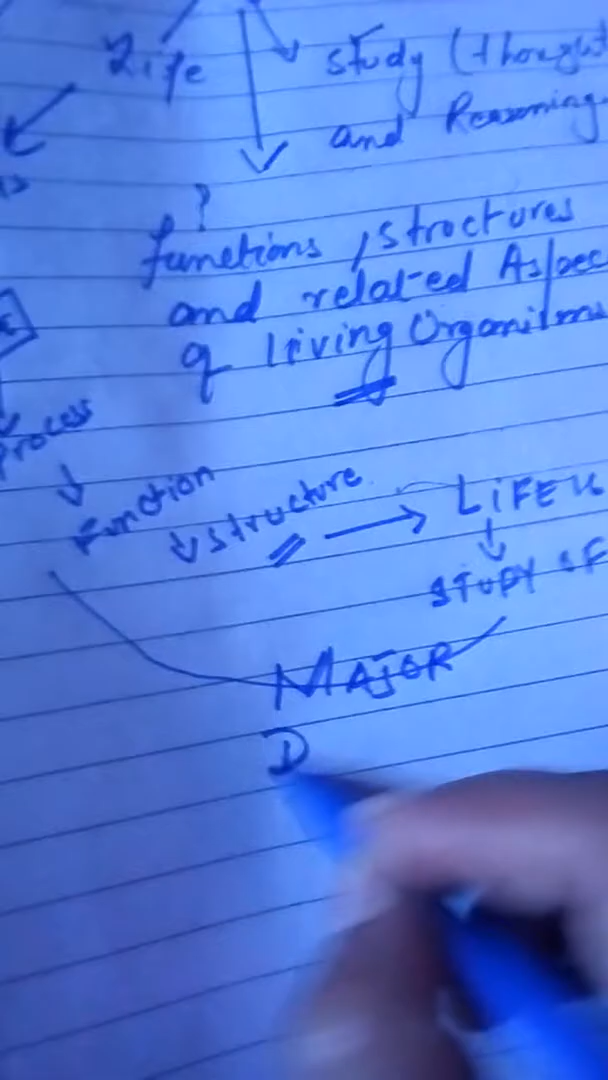 Life
study (thought
and Reasoning
?
functions, structures
and related Aspec
of living Organisms
Process
Function
structure → LiFE is
STUDY OF
MAJOR
D